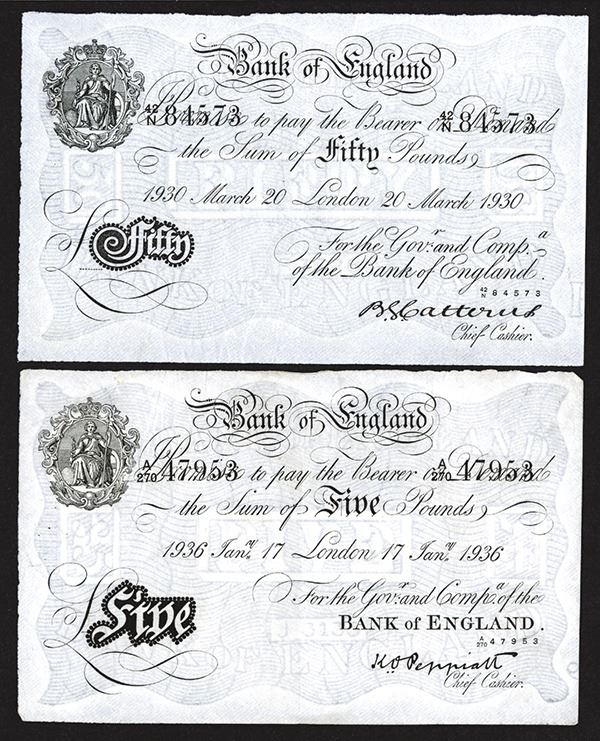 Bank of England
42/N 84573 I Promise to pay the Bearer on Demand 42/N 84573
the Sum of Fifty Pounds
1930 March 20 London 20 March 1930
£ Fifty
For the Govr. and Compa.
of the Bank of England.
42/N 84573
B.G. Catterns
Chief Cashier.
Bank of England
A/270 47953 I Promise to pay the Bearer on Demand A/270 47953
the Sum of Five Pounds
1936 Jany. 17 London 17 Jany. 1936
£ Five
For the Govr. and Compa. of the
BANK of ENGLAND.
A/270 47953
K.O. Peppiatt
Chief Cashier.